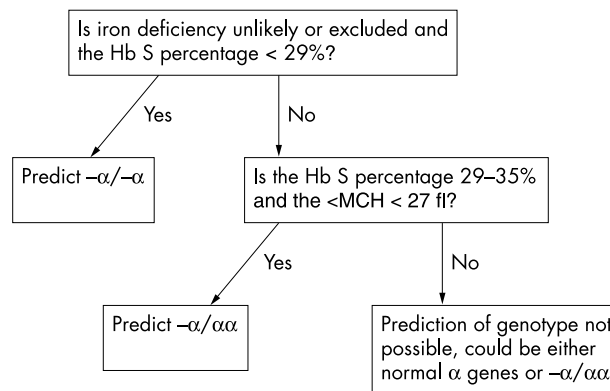 Is iron deficiency unlikely or excluded and
the Hb S percentage < 29%?
Yes
No
Predict –α/–α
Is the Hb S percentage 29–35%
and the <MCH < 27 fl?
Yes
No
Predict –α/αα
Prediction of genotype not
possible, could be either
normal α genes or –α/αα